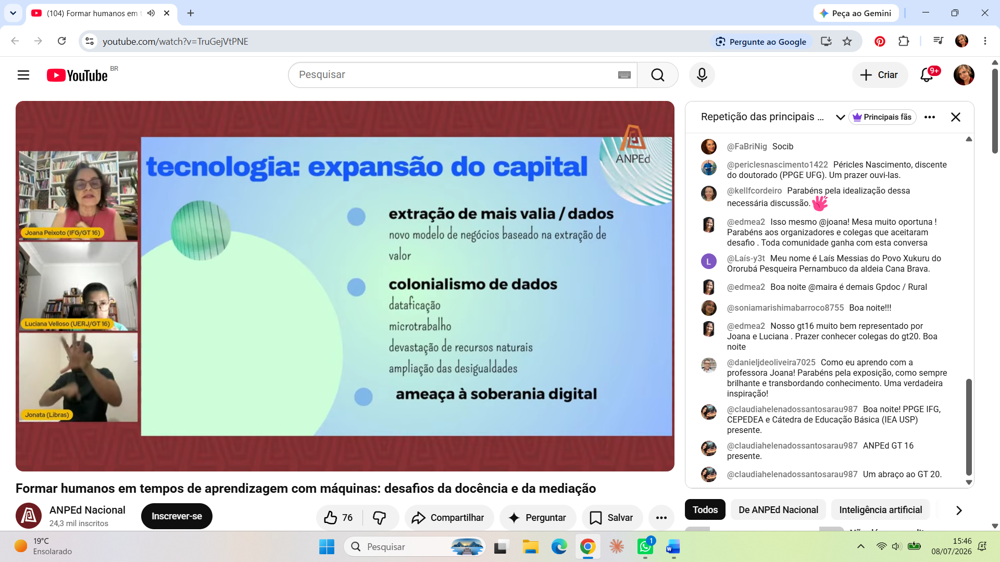 (104) Formar humanos em t
Peça ao Gemini
youtube.com/watch?v=TruGejVtPNE
Pergunte ao Google
YouTube
BR
Pesquisar
Criar
9+
tecnologia: expansão do capital
ANPEd
extração de mais valia / dados
novo modelo de negócios baseado na extração de
valor
colonialismo de dados
dataficação
microtrabalho
devastação de recursos naturais
ampliação das desigualdades
ameaça à soberania digital
Joana Peixoto (IFG/GT 16)
Luciana Velloso (UERJ/GT 16)
Jonata (Libras)
Repetição das principais ...
Principais fãs
@FaBriNig Socib
@periclesnascimento1422 Péricles Nascimento, discente
do doutorado (PPGE UFG). Um prazer ouvi-las.
@kellfcordeiro Parabéns pela idealização dessa
necessária discussão.
@edmea2 Isso mesmo @joana! Mesa muito oportuna !
Parabéns aos organizadores e colegas que aceitaram
desafio . Toda comunidade ganha com esta conversa
L
@Laís-y3t Meu nome é Laís Messias do Povo Xukuru do
Ororubá Pesqueira Pernambuco da aldeia Cana Brava.
@edmea2 Boa noite @maira é demais Gpdoc / Rural
@soniamarishimabarroco8755 Boa noite!!!
@edmea2 Nosso gt16 muito bem representado por
Joana e Luciana . Prazer conhecer colegas do gt20. Boa
noite
@danieljdeoliveira7025 Como eu aprendo com a
professora Joana! Parabéns pela exposição, como sempre
brilhante e transbordando conhecimento. Uma verdadeira
inspiração!
@claudiahelenadossantosarau987 Boa noite! PPGE IFG,
CEPEDEA e Cátedra de Educação Básica (IEA USP)
presente.
@claudiahelenadossantosarau987 ANPEd GT 16
presente.
@claudiahelenadossantosarau987 Um abraço ao GT 20.
Formar humanos em tempos de aprendizagem com máquinas: desafios da docência e da mediação
ANPEd Nacional
24,3 mil inscritos
Inscrever-se
76
Compartilhar
Perguntar
Salvar
Todos
De ANPEd Nacional
Inteligência artificial
19°C
Ensolarado
Pesquisar
1
15:46
08/07/2026